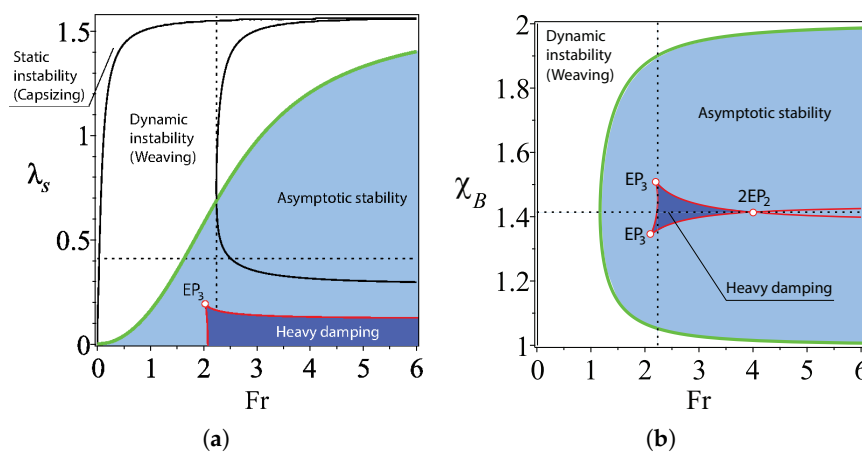 1.5
1
0.5
0
λs
Static
instability
(Capsizing)
Dynamic
instability
(Weaving)
Asymptotic stability
EP3
Heavy damping
0 1 2 3 4 5 6
Fr
(a)
2
1.8
1.6
1.4
1.2
1
χB
Dynamic
instability
(Weaving)
Asymptotic stability
EP3
2EP2
EP3
Heavy damping
0 1 2 3 4 5 6
Fr
(b)